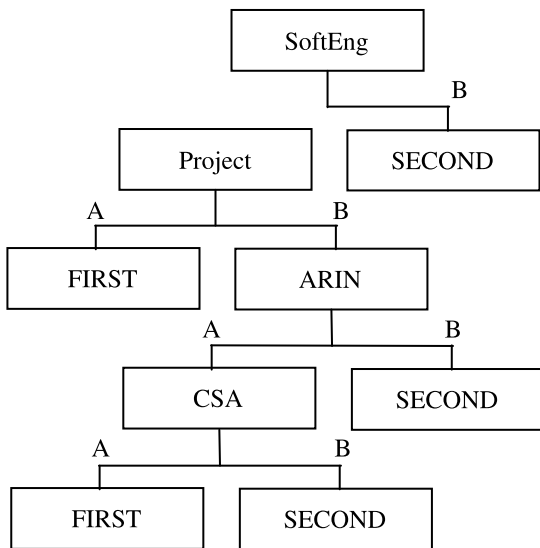 SoftEng
B
Project
SECOND
A B
FIRST ARIN
A B
CSA SECOND
A B
FIRST SECOND